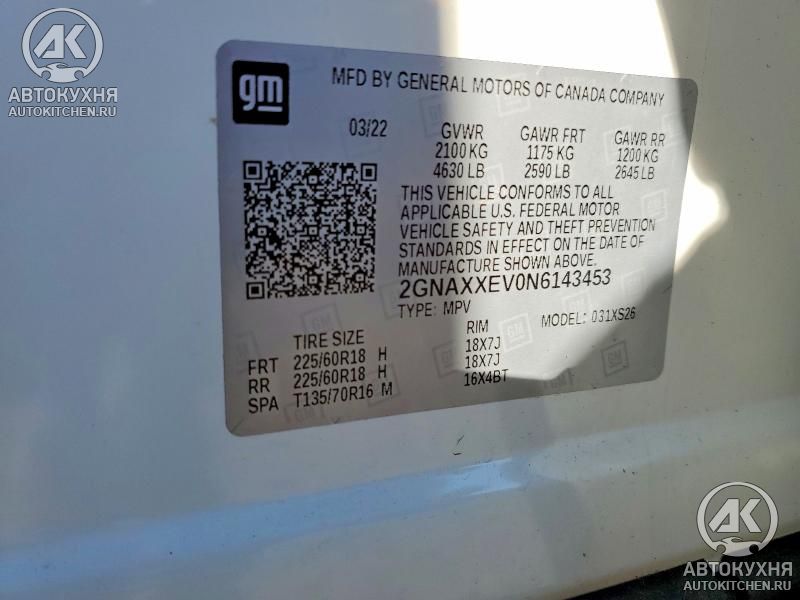 AK
АВТОКУХНЯ
AUTOKITCHEN.RU
gm
MFD BY GENERAL MOTORS OF CANADA COMPANY
03/22 GVWR GAWR FRT GAWR RR
2100 KG 1175 KG 1200 KG
4630 LB 2590 LB 2645 LB
THIS VEHICLE CONFORMS TO ALL
APPLICABLE U.S. FEDERAL MOTOR
VEHICLE SAFETY AND THEFT PREVENTION
STANDARDS IN EFFECT ON THE DATE OF
MANUFACTURE SHOWN ABOVE.
2GNAXXEV0N6143453
TYPE: MPV MODEL: 031XS26
TIRE SIZE RIM
FRT 225/60R18 H 18X7J
RR 225/60R18 H 18X7J
SPA T135/70R16 M 16X4BT
AK
АВТОКУХНЯ
AUTOKITCHEN.RU